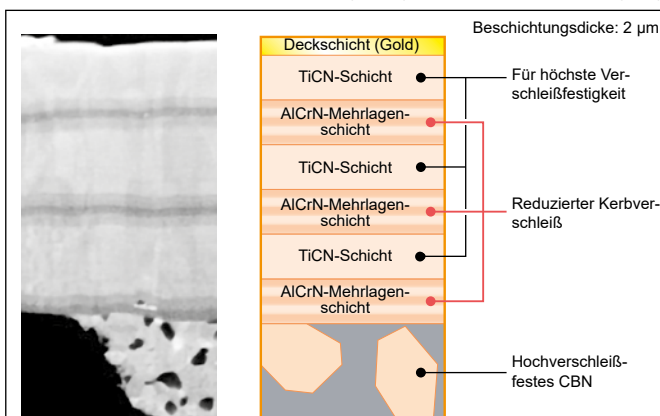 Beschichtungsdicke: 2 µm
Deckschicht (Gold)
TiCN-Schicht
Für höchste Ver-
schleißfestigkeit
AlCrN-Mehrlagen-
schicht
TiCN-Schicht
AlCrN-Mehrlagen-
schicht
Reduzierter Kerbver-
schleiß
TiCN-Schicht
AlCrN-Mehrlagen-
schicht
Hochverschleiß-
festes CBN